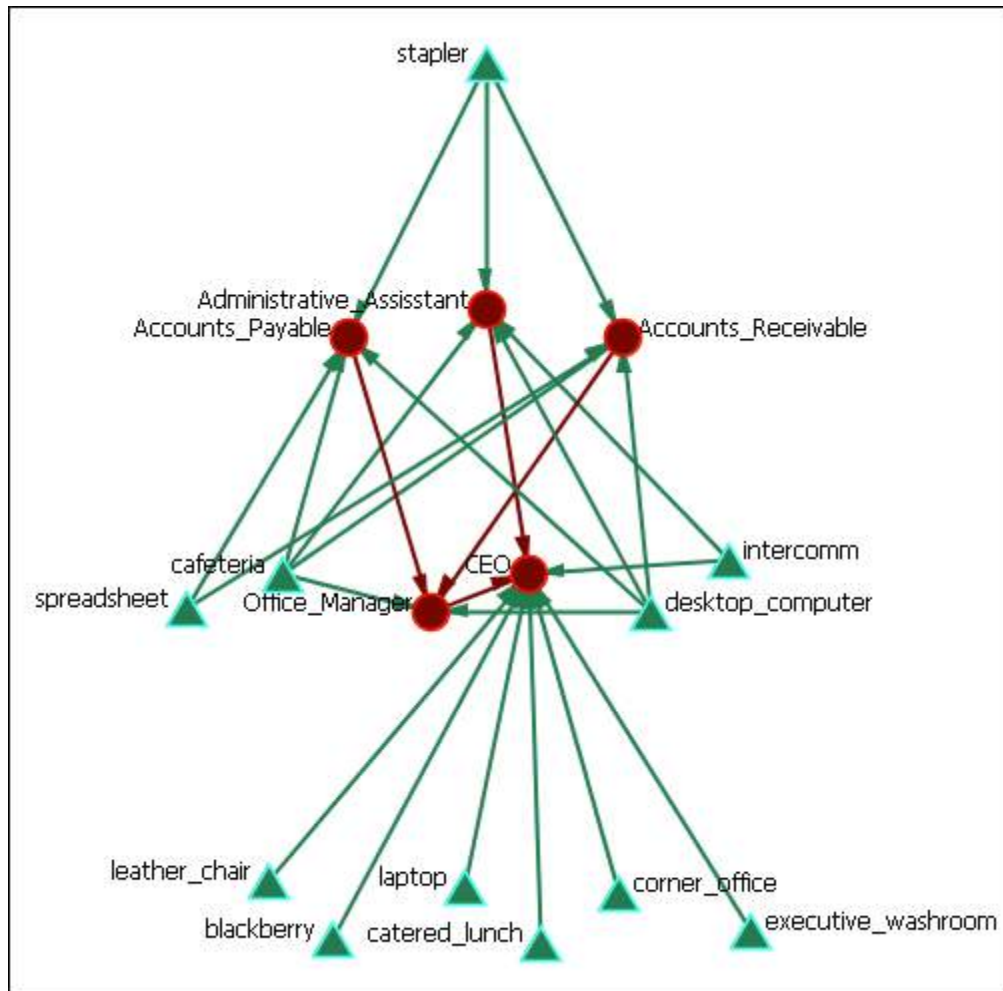 stapler
Administrative_Assisstant
Accounts_Payable
Accounts_Receivable
intercomm
cafeteria
CEO
spreadsheet
Office_Manager
desktop_computer
leather_chair
laptop
corner_office
blackberry
catered_lunch
executive_washroom